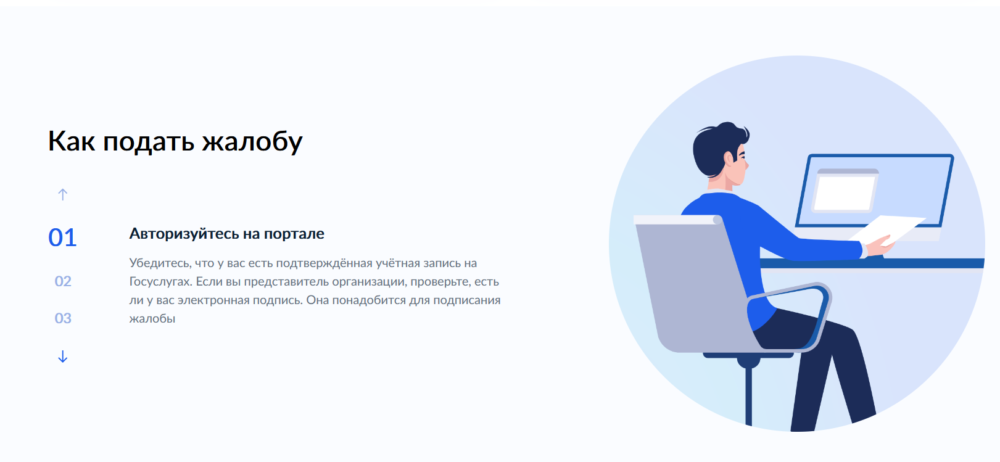 Как подать жалобу
01
Авторизуйтесь на портале
Убедитесь, что у вас есть подтверждённая учётная запись на
Госуслугах. Если вы представитель организации, проверьте, есть
ли у вас электронная подпись. Она понадобится для подписания
жалобы
02
03